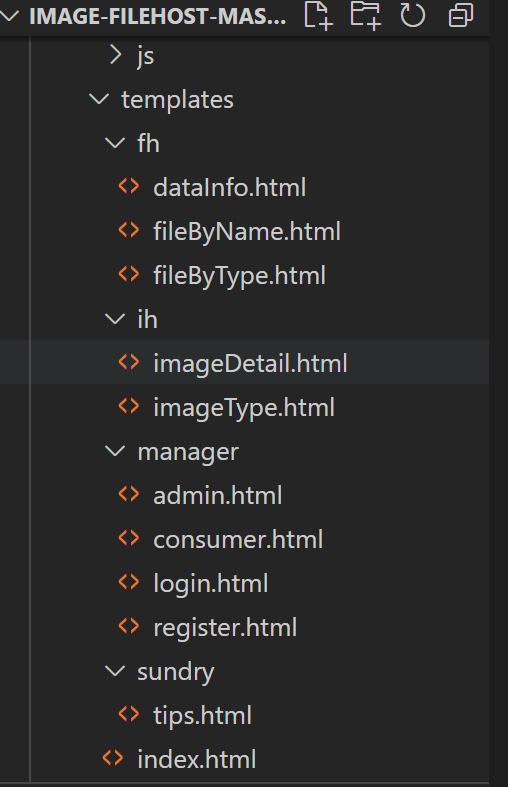 IMAGE-FILEHOST-MAS...
js
templates
fh
dataInfo.html
fileByName.html
fileByType.html
ih
imageDetail.html
imageType.html
manager
admin.html
consumer.html
login.html
register.html
sundry
tips.html
index.html